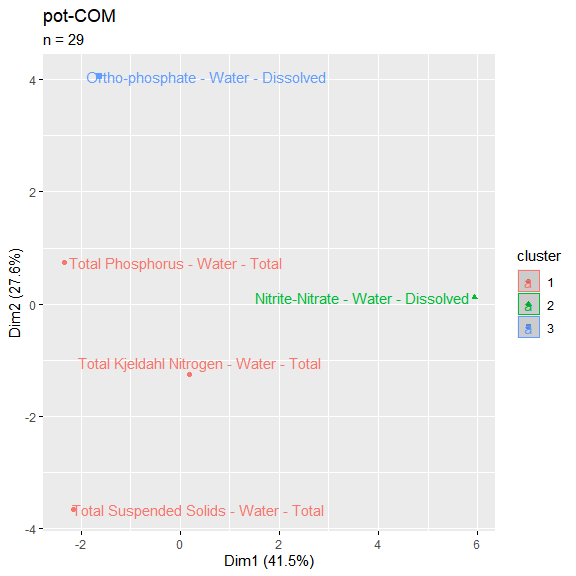 pot-COM
n = 29
4
Ortho-phosphate - Water - Dissolved
2
Total Phosphorus - Water - Total
Nitrite-Nitrate - Water - Dissolved
0
Total Kjeldahl Nitrogen - Water - Total
-2
Total Suspended Solids - Water - Total
-4
Dim2 (27.6%)
-2 0 2 4 6
Dim1 (41.5%)
cluster
a 1
a 2
a 3